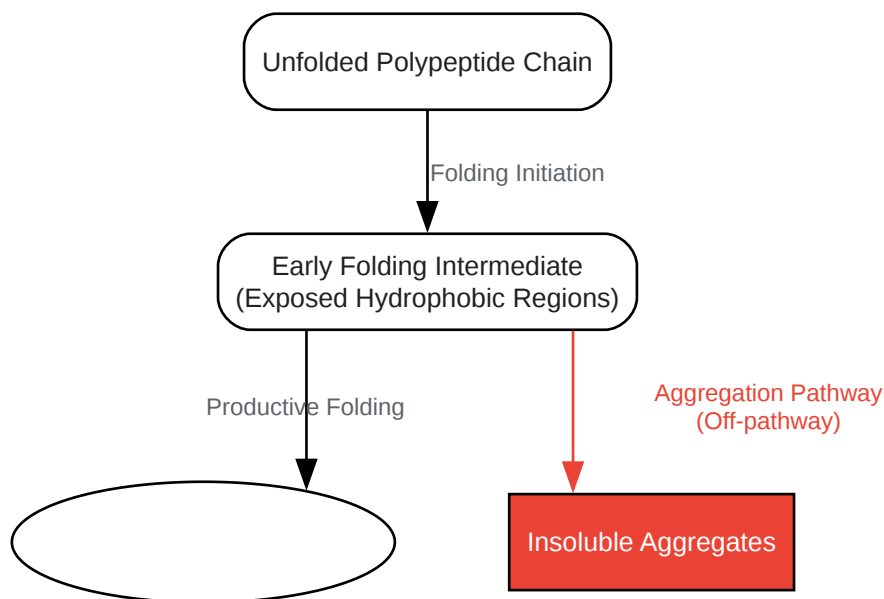 Unfolded Polypeptide Chain
Folding Initiation
Early Folding Intermediate
(Exposed Hydrophobic Regions)
Productive Folding
Aggregation Pathway
(Off-pathway)
Insoluble Aggregates